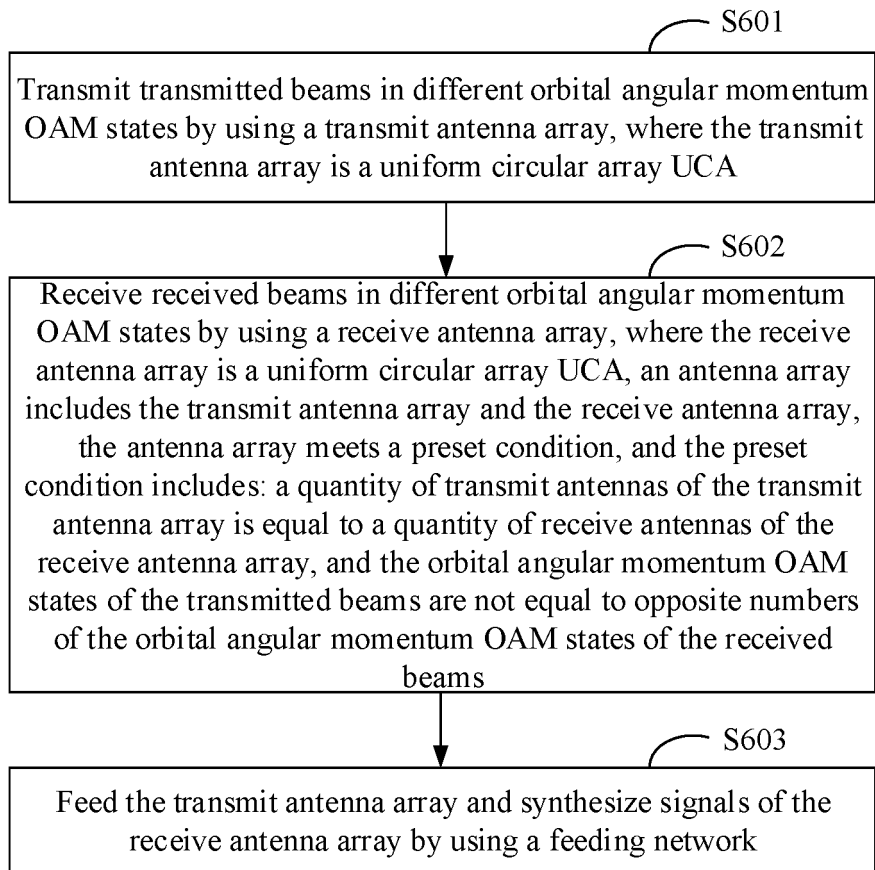 S601
Transmit transmitted beams in different orbital angular momentum
OAM states by using a transmit antenna array, where the transmit
antenna array is a uniform circular array UCA
S602
Receive received beams in different orbital angular momentum
OAM states by using a receive antenna array, where the receive
antenna array is a uniform circular array UCA, an antenna array
includes the transmit antenna array and the receive antenna array,
the antenna array meets a preset condition, and the preset
condition includes: a quantity of transmit antennas of the transmit
antenna array is equal to a quantity of receive antennas of the
receive antenna array, and the orbital angular momentum OAM
states of the transmitted beams are not equal to opposite numbers
of the orbital angular momentum OAM states of the received
beams
S603
Feed the transmit antenna array and synthesize signals of the
receive antenna array by using a feeding network